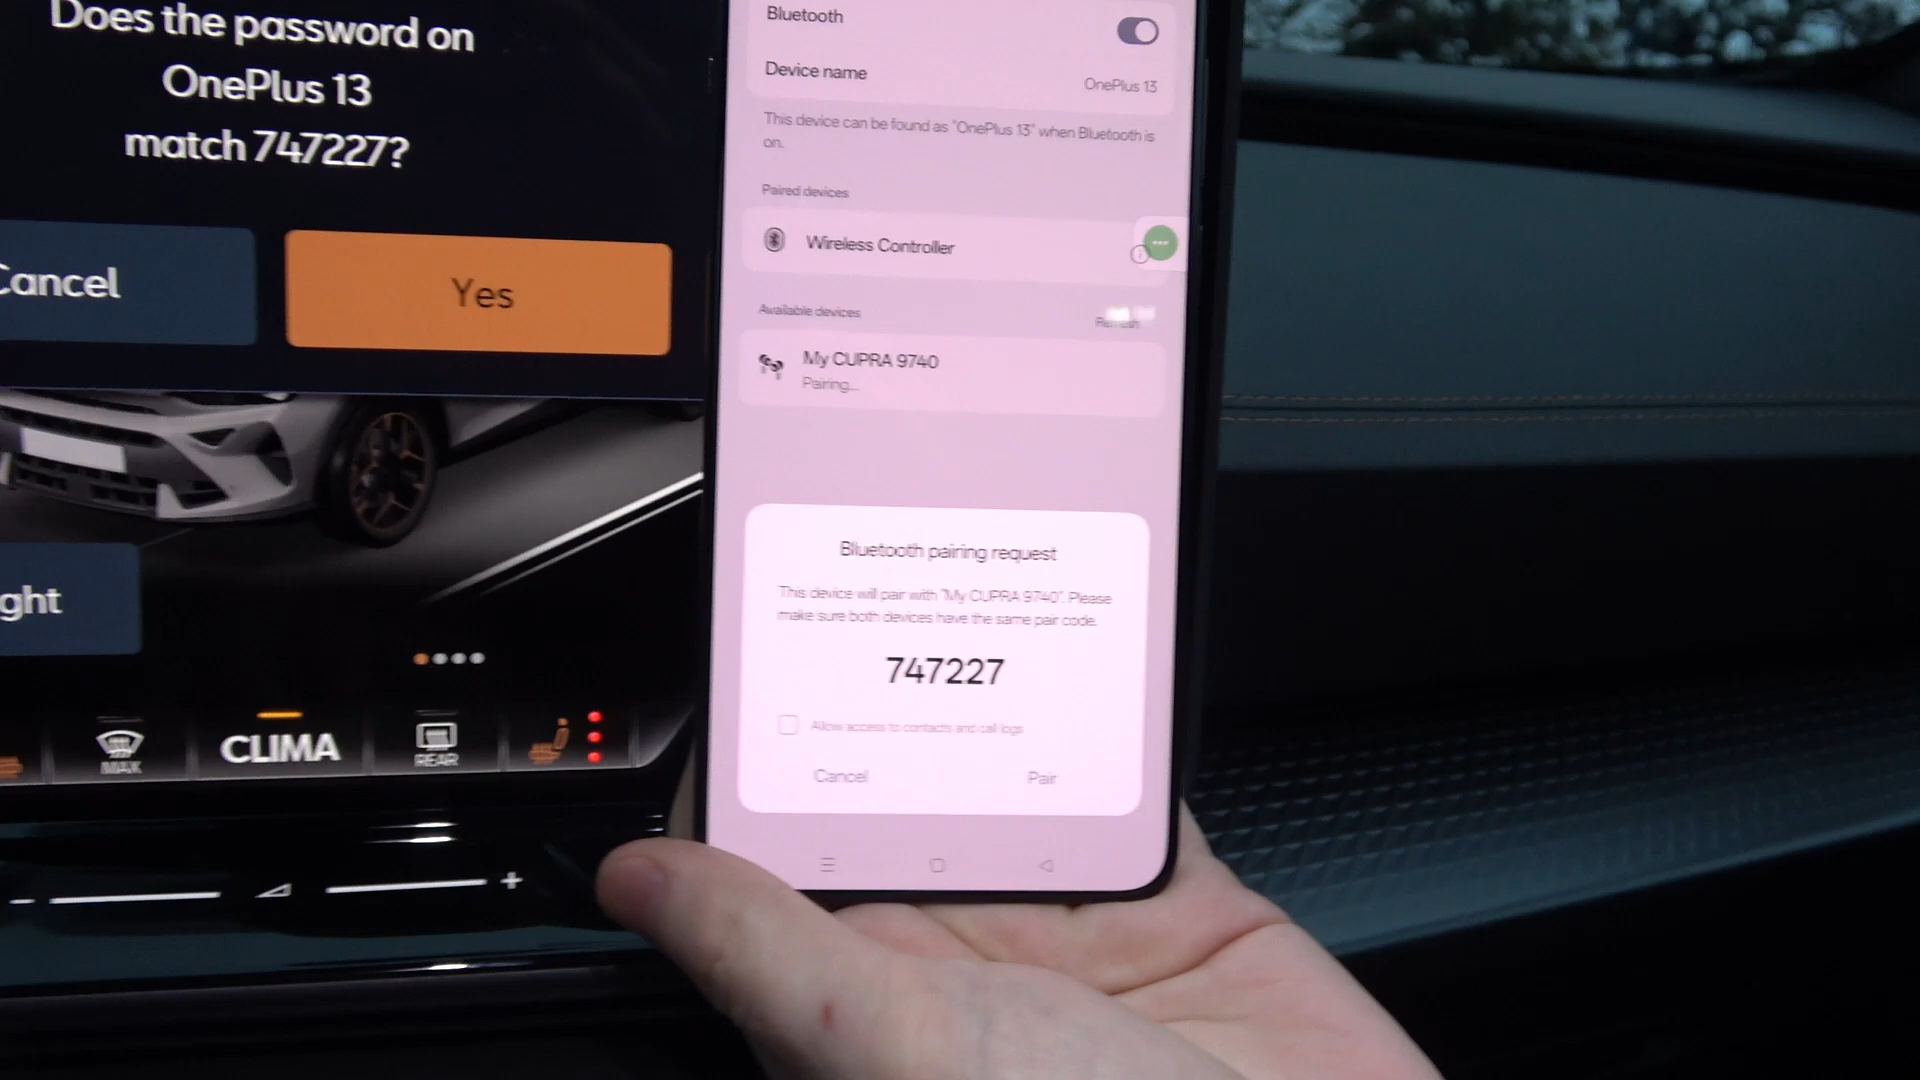 Does the password on
OnePlus 13
match 747227?
Cancel
Yes
ght
MAX
CLIMA
REAR
- +
Bluetooth
Device name
OnePlus 13
This device can be found as "OnePlus 13" when Bluetooth is
on.
Paired devices
Wireless Controller
Available devices
Refresh
My CUPRA 9740
Pairing...
Bluetooth pairing request
This device will pair with "My CUPRA 9740". Please
make sure both devices have the same pair code.
747227
Allow access to contacts and call logs
Cancel
Pair